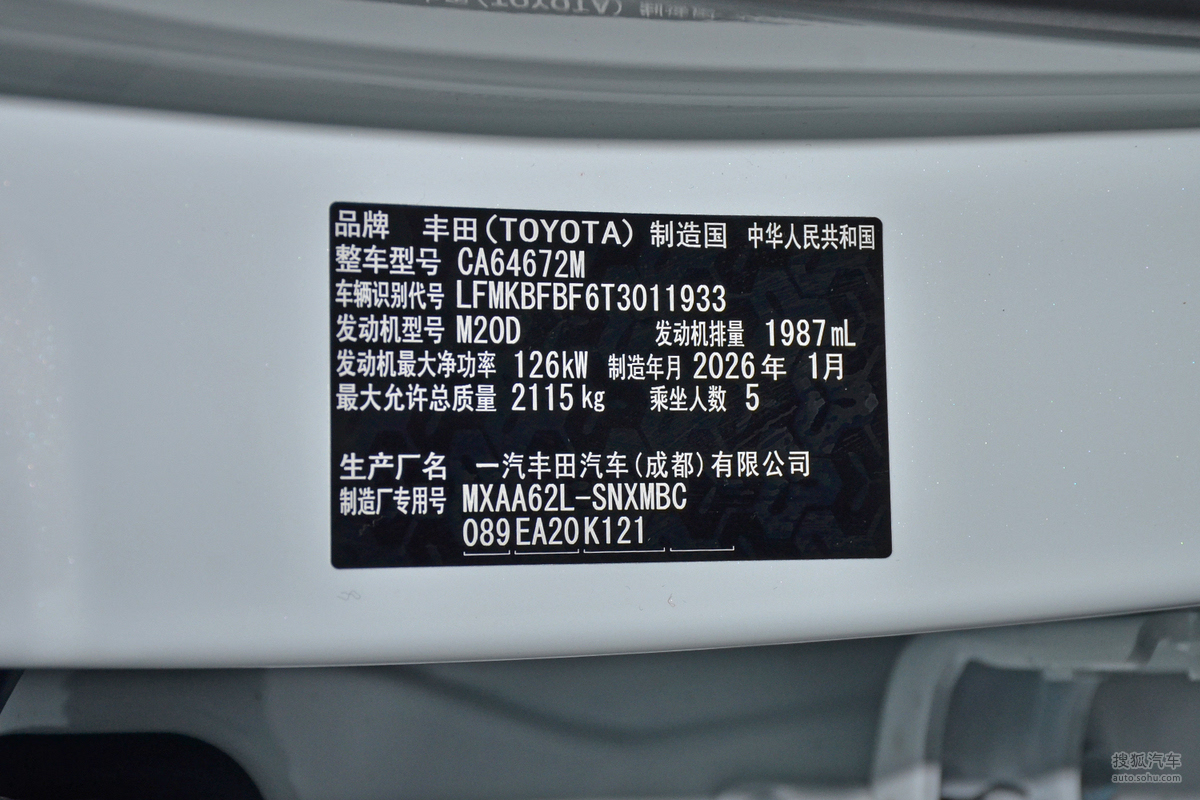 品牌 丰田(TOYOTA) 制造国 中华人民共和国
整车型号 CA64672M
车辆识别代号 LFMKBFBF6T3011933
发动机型号 M20D 发动机排量 1987mL
发动机最大净功率 126kW 制造年月 2026年 1月
最大允许总质量 2115kg 乘坐人数 5
生产厂名 一汽丰田汽车(成都)有限公司
制造厂专用号 MXAA62L-SNXMBC
089EA20K121
搜狐汽车
auto.sohu.com